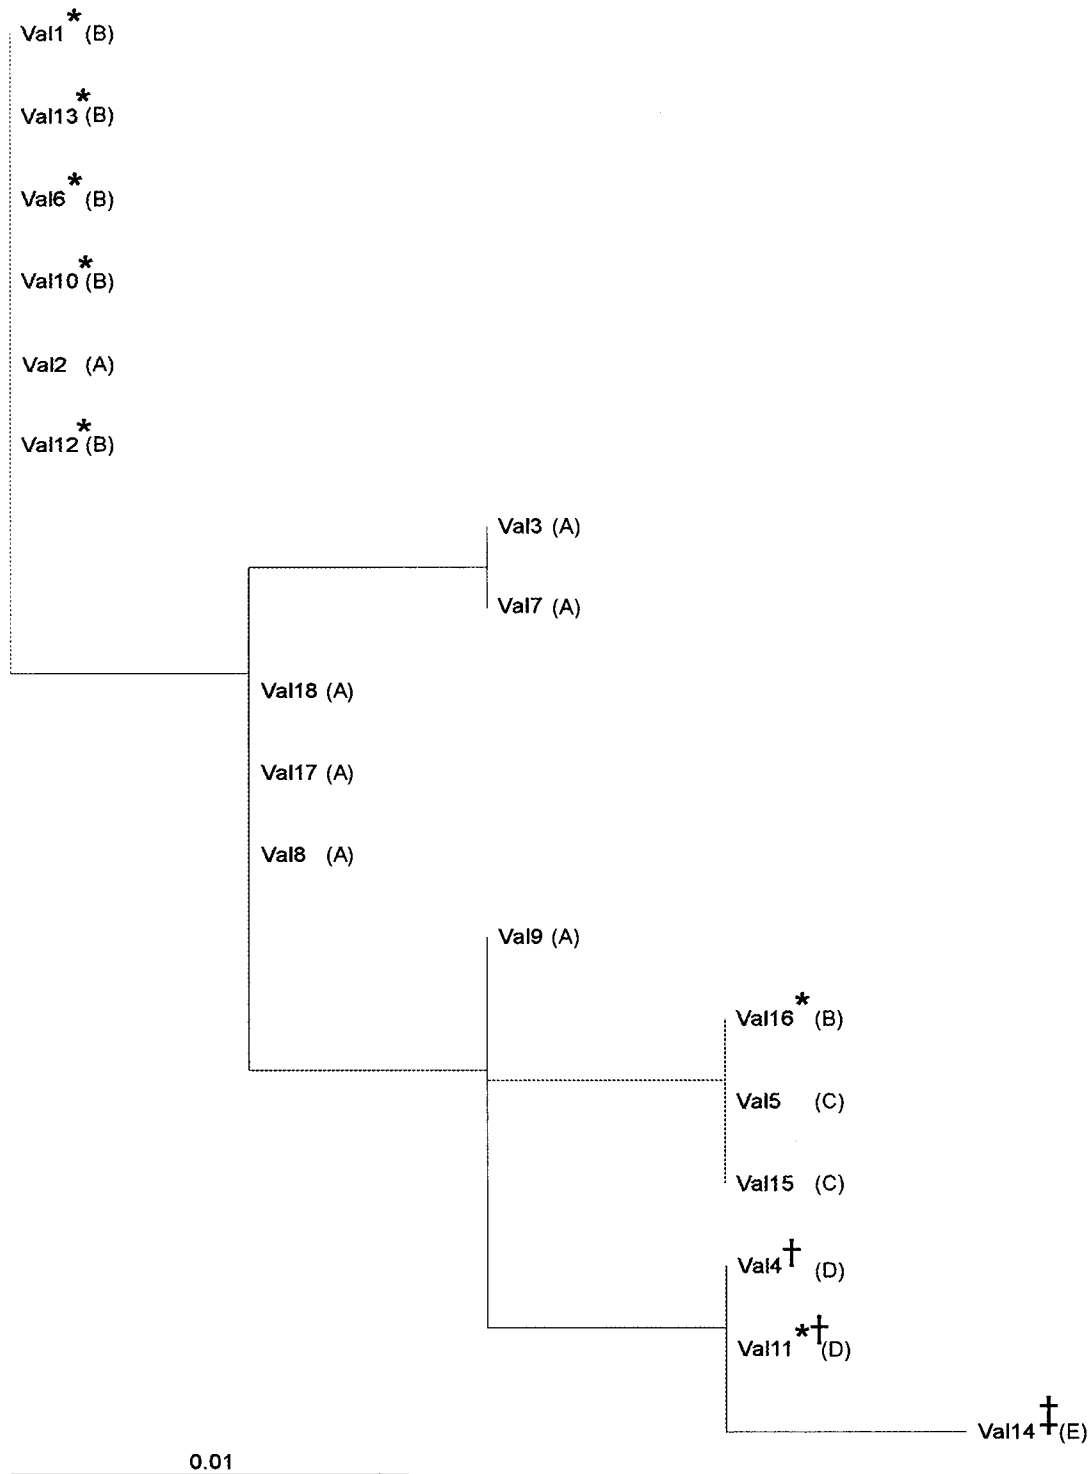 Val1* (B)
Val13* (B)
Val6* (B)
Val10* (B)
Val2 (A)
Val12* (B)
Val3 (A)
Val7 (A)
Val18 (A)
Val17 (A)
Val8 (A)
Val9 (A)
Val16* (B)
Val5 (C)
Val15 (C)
Val4† (D)
Val11*† (D)
Val14‡ (E)
0.01